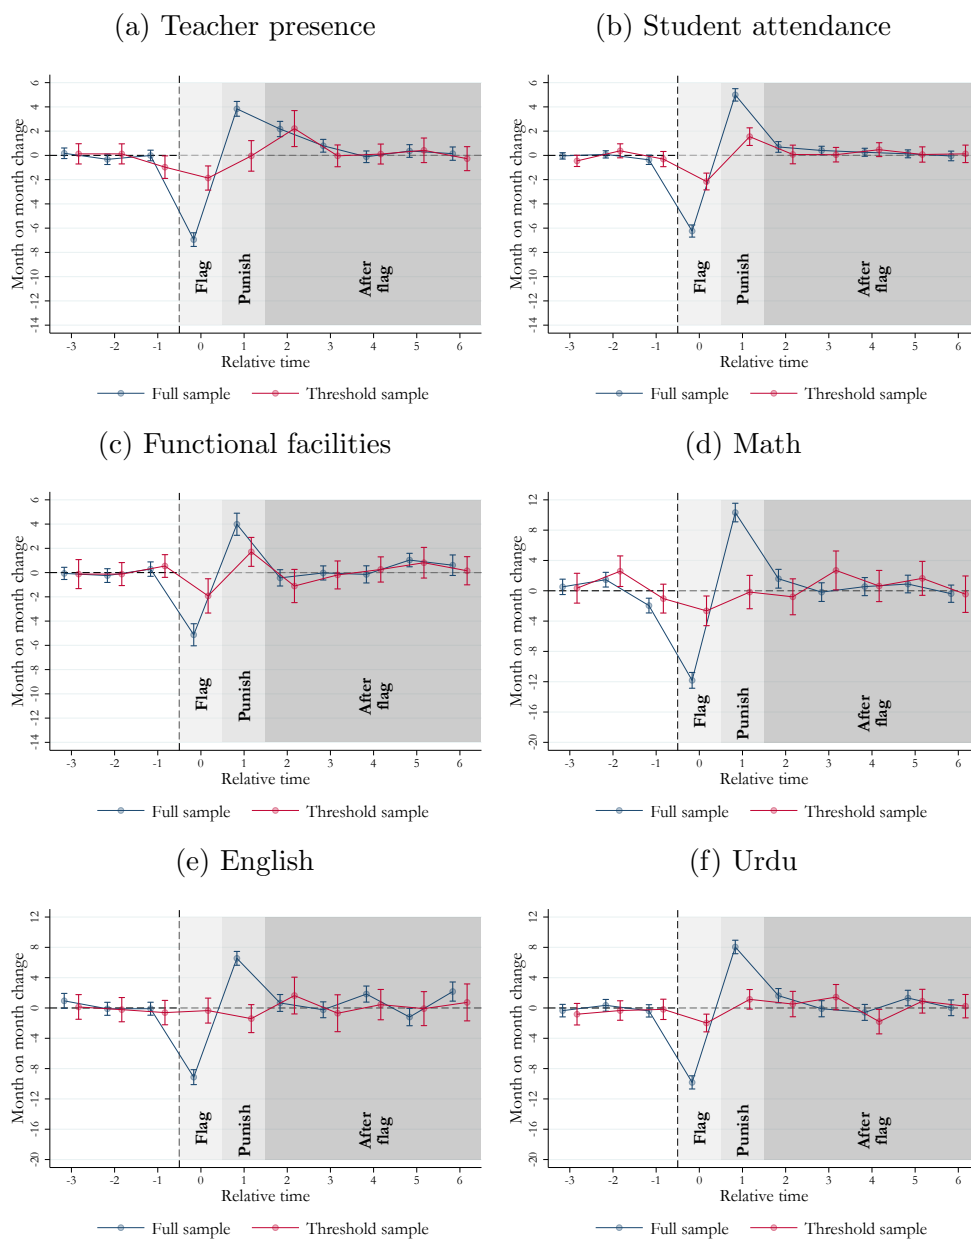 (a) Teacher presence
Month on month change
6
4
2
0
-2
-4
-6
-8
-10
-12
-14
Flag
Punish
After
flag
-3 -2 -1 0 1 2 3 4 5 6
Relative time
Full sample Threshold sample
(b) Student attendance
Month on month change
6
4
2
0
-2
-4
-6
-8
-10
-12
-14
Flag
Punish
After
flag
-3 -2 -1 0 1 2 3 4 5 6
Relative time
Full sample Threshold sample
(c) Functional facilities
Month on month change
6
4
2
0
-2
-4
-6
-8
-10
-12
-14
Flag
Punish
After
flag
-3 -2 -1 0 1 2 3 4 5 6
Relative time
Full sample Threshold sample
(d) Math
Month on month change
12
8
4
0
-4
-8
-12
-16
-20
Flag
Punish
After
flag
-3 -2 -1 0 1 2 3 4 5 6
Relative time
Full sample Threshold sample
(e) English
Month on month change
12
8
4
0
-4
-8
-12
-16
-20
Flag
Punish
After
flag
-3 -2 -1 0 1 2 3 4 5 6
Relative time
Full sample Threshold sample
(f) Urdu
Month on month change
12
8
4
0
-4
-8
-12
-16
-20
Flag
Punish
After
flag
-3 -2 -1 0 1 2 3 4 5 6
Relative time
Full sample Threshold sample